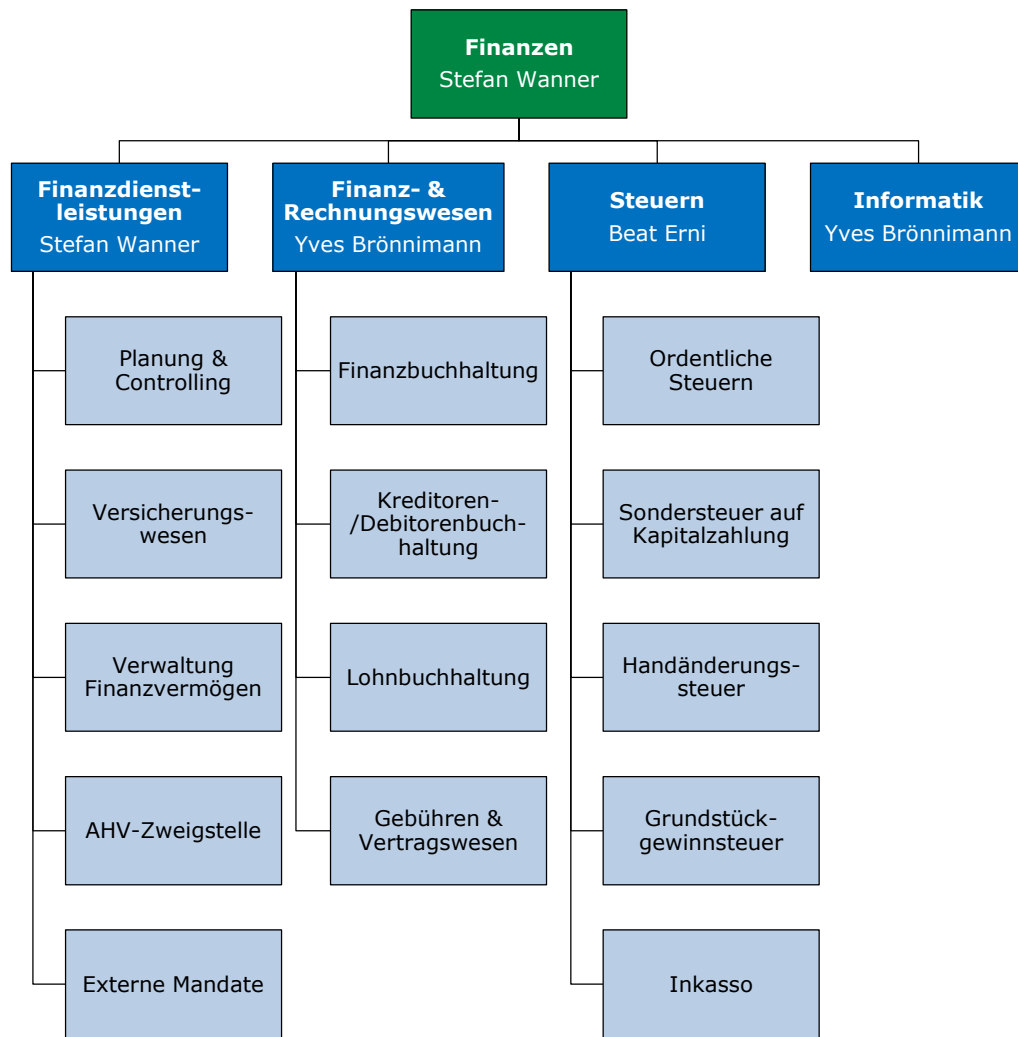 Finanzen
Stefan Wanner
Finanzdienst-
leistungen
Stefan Wanner
Finanz- &
Rechnungswesen
Yves Brönnimann
Steuern
Beat Erni
Informatik
Yves Brönnimann
Planung &
Controlling
Versicherungs-
wesen
Verwaltung
Finanzvermögen
AHV-Zweigstelle
Externe Mandate
Finanzbuchhaltung
Kreditoren-
/Debitorenbuch-
haltung
Lohnbuchhaltung
Gebühren &
Vertragswesen
Ordentliche
Steuern
Sondersteuer auf
Kapitalzahlung
Handänderungs-
steuer
Grundstück-
gewinnsteuer
Inkasso